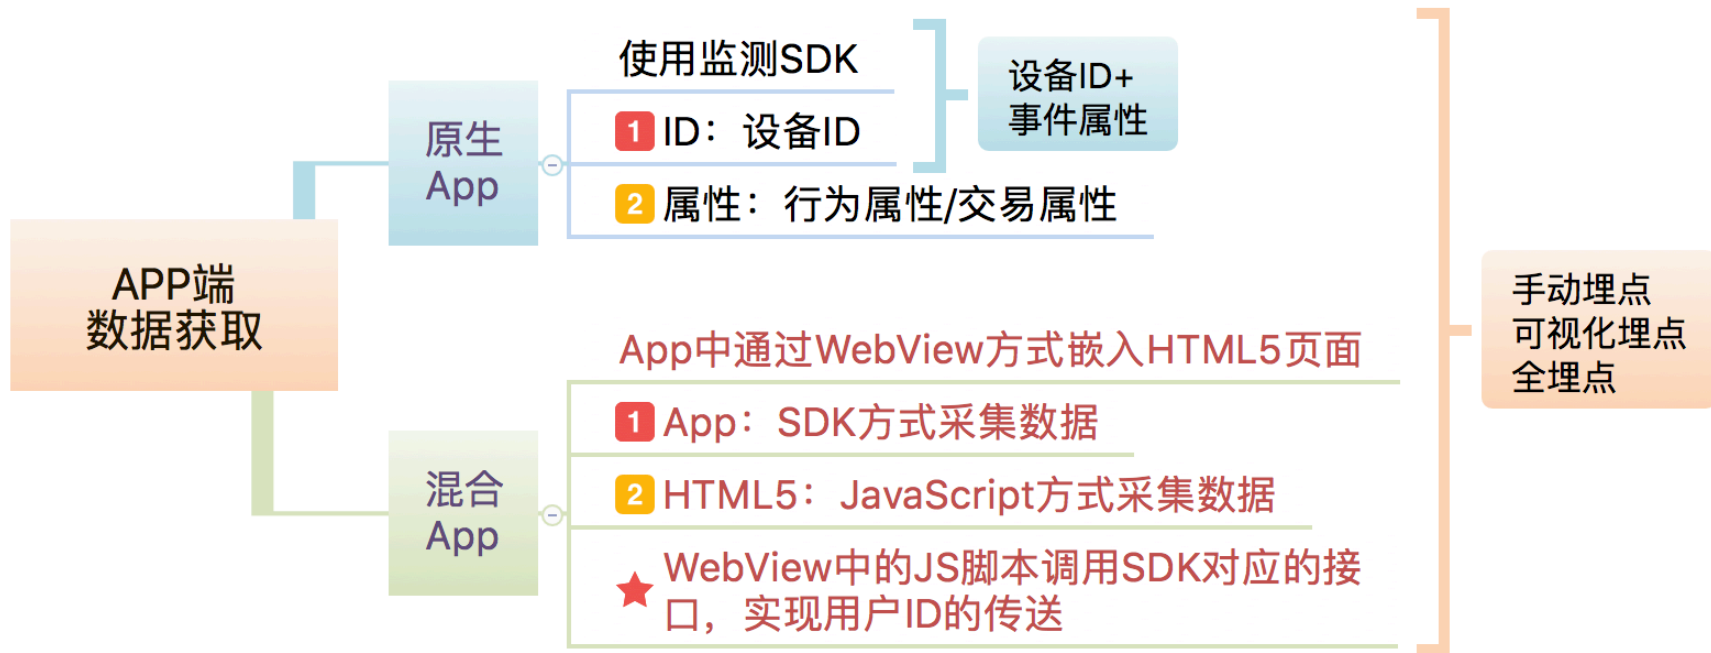 APP端
数据获取
原生
App
使用监测SDK
1 ID：设备ID
2 属性：行为属性/交易属性
设备ID+
事件属性
混合
App
App中通过WebView方式嵌入HTML5页面
1 App：SDK方式采集数据
2 HTML5：JavaScript方式采集数据
WebView中的JS脚本调用SDK对应的接
口，实现用户ID的传送
手动埋点
可视化埋点
全埋点